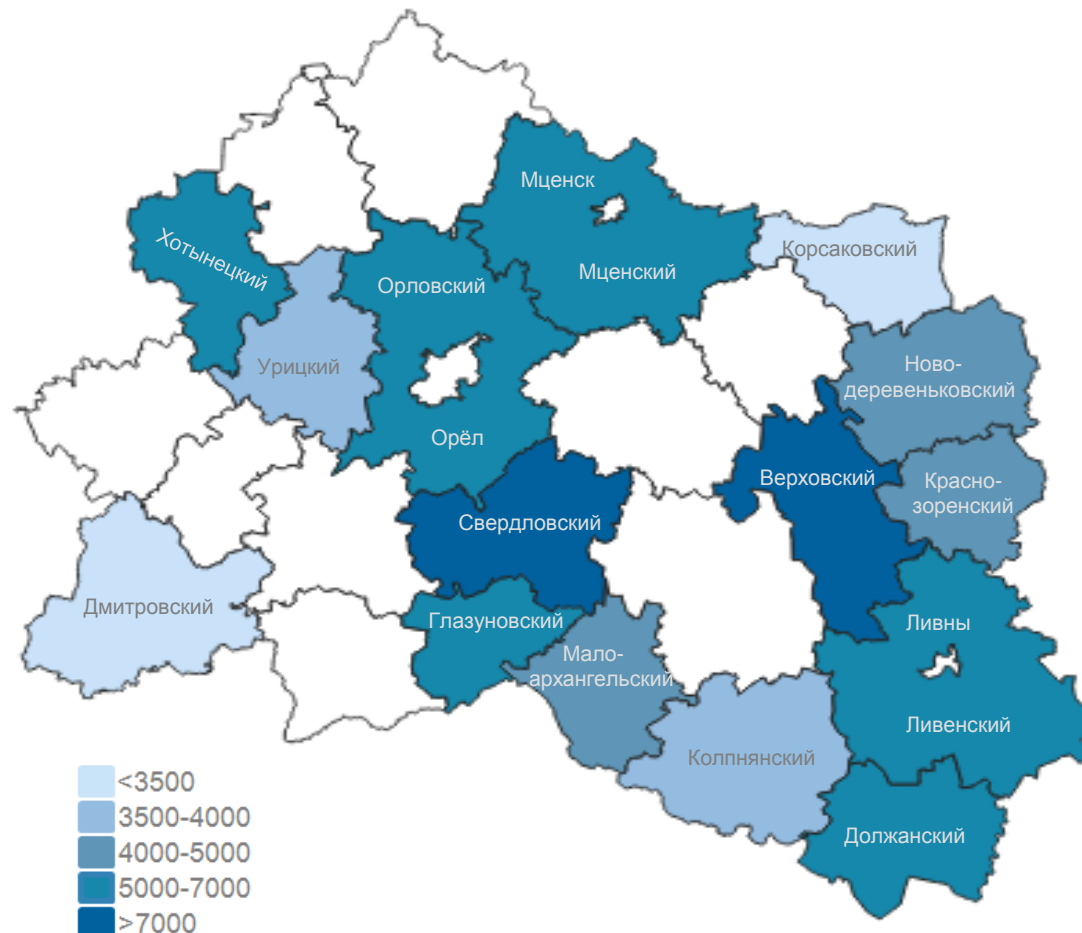 Мценск
Хотынецкий
Корсаковский
Мценский
Орловский
Урицкий
Ново-
деревеньковский
Орёл
Верховский
Красно-
зоренский
Свердловский
Дмитровский
Глазуновский
Ливны
Мало-
архангельский
Ливенский
Колпнянский
Должанский
<3500
3500-4000
4000-5000
5000-7000
>7000